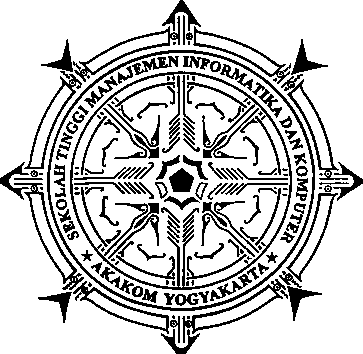 SEKOLAH TINGGI MANAJEMEN INFORMATIKA DAN KOMPUTER
★ AKAKOM YOGYAKARTA ★